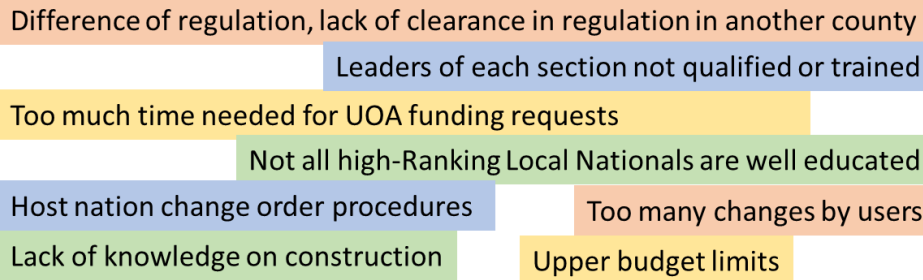 Difference of regulation, lack of clearance in regulation in another county
Leaders of each section not qualified or trained
Too much time needed for UOA funding requests
Not all high-Ranking Local Nationals are well educated
Host nation change order procedures
Too many changes by users
Lack of knowledge on construction
Upper budget limits